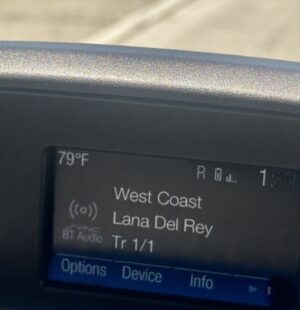 79°F R
West Coast
Lana Del Rey
BT Audio Tr 1/1
Options Device Info